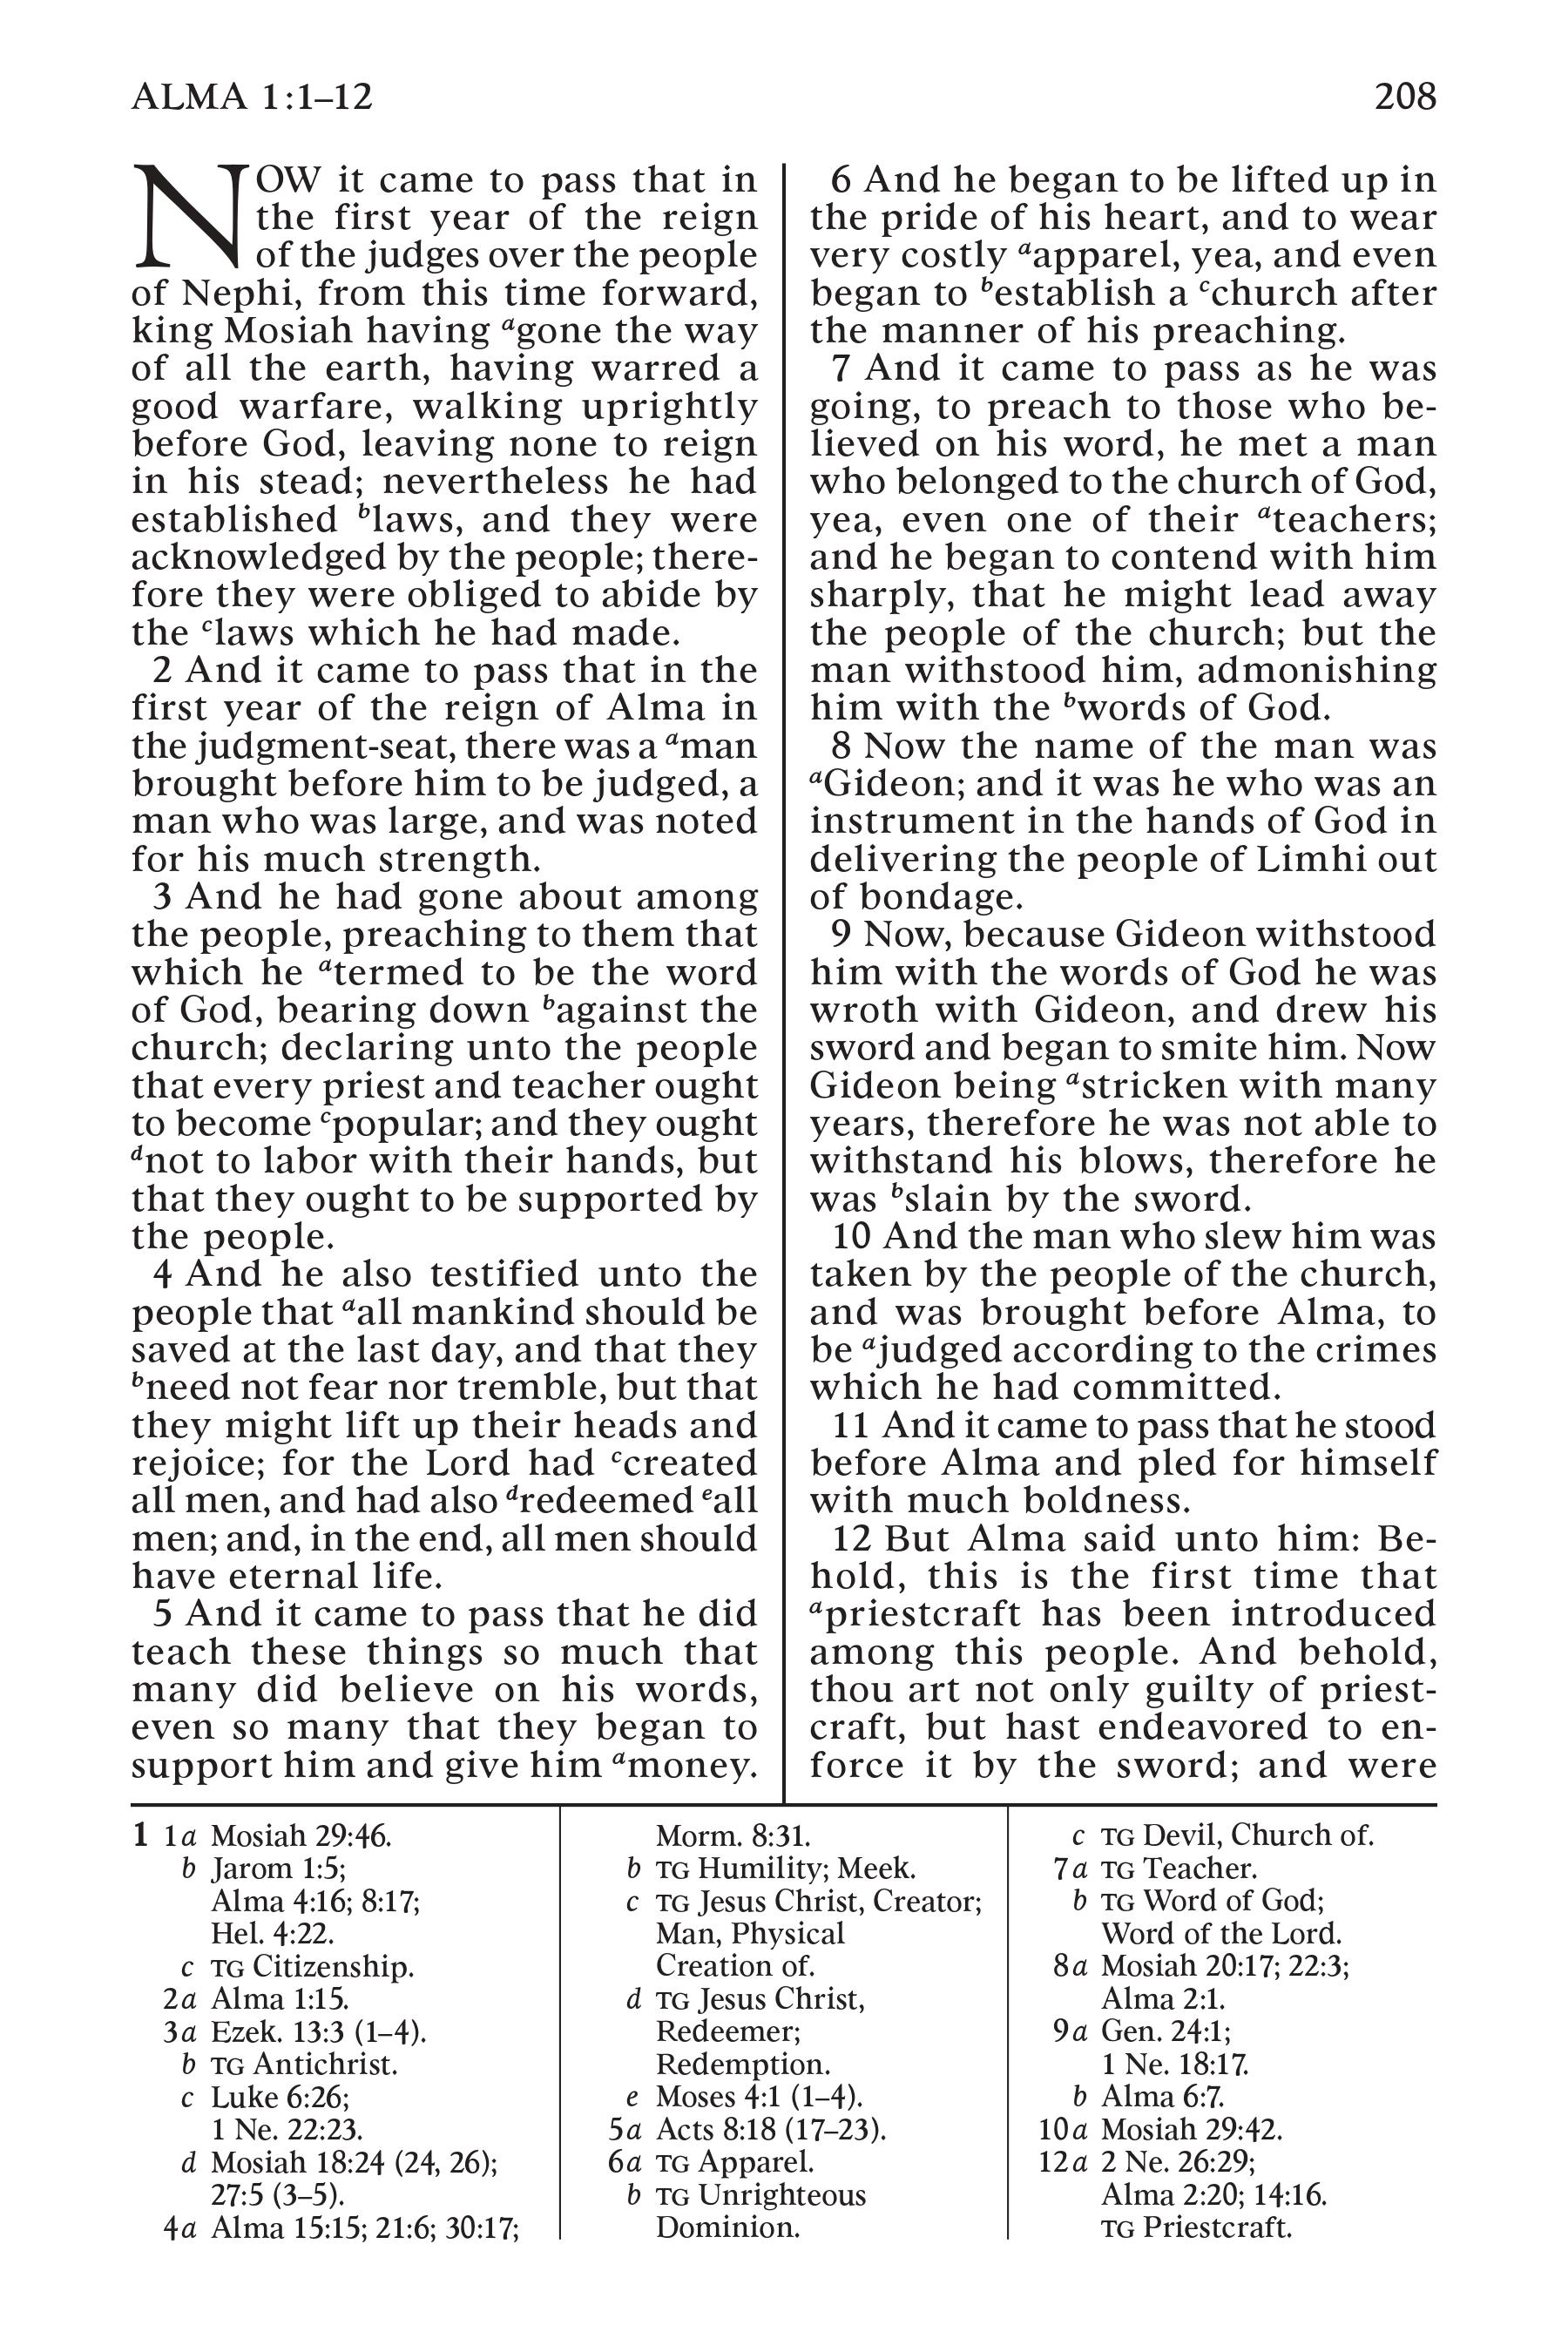 ALMA 1:1–12
208
NOW it came to pass that in
the first year of the reign
of the judges over the people
of Nephi, from this time forward,
king Mosiah having a gone the way
of all the earth, having warred a
good warfare, walking uprightly
before God, leaving none to reign
in his stead; nevertheless he had
established b laws, and they were
acknowledged by the people; there-
fore they were obliged to abide by
the c laws which he had made.
2 And it came to pass that in the
first year of the reign of Alma in
the judgment-seat, there was a a man
brought before him to be judged, a
man who was large, and was noted
for his much strength.
3 And he had gone about among
the people, preaching to them that
which he a termed to be the word
of God, bearing down b against the
church; declaring unto the people
that every priest and teacher ought
to become c popular; and they ought
d not to labor with their hands, but
that they ought to be supported by
the people.
4 And he also testified unto the
people that a all mankind should be
saved at the last day, and that they
b need not fear nor tremble, but that
they might lift up their heads and
rejoice; for the Lord had c created
all men, and had also d redeemed e all
men; and, in the end, all men should
have eternal life.
5 And it came to pass that he did
teach these things so much that
many did believe on his words,
even so many that they began to
support him and give him a money.
6 And he began to be lifted up in
the pride of his heart, and to wear
very costly a apparel, yea, and even
began to b establish a c church after
the manner of his preaching.
7 And it came to pass as he was
going, to preach to those who be-
lieved on his word, he met a man
who belonged to the church of God,
yea, even one of their a teachers;
and he began to contend with him
sharply, that he might lead away
the people of the church; but the
man withstood him, admonishing
him with the b words of God.
8 Now the name of the man was
a Gideon; and it was he who was an
instrument in the hands of God in
delivering the people of Limhi out
of bondage.
9 Now, because Gideon withstood
him with the words of God he was
wroth with Gideon, and drew his
sword and began to smite him. Now
Gideon being a stricken with many
years, therefore he was not able to
withstand his blows, therefore he
was b slain by the sword.
10 And the man who slew him was
taken by the people of the church,
and was brought before Alma, to
be a judged according to the crimes
which he had committed.
11 And it came to pass that he stood
before Alma and pled for himself
with much boldness.
12 But Alma said unto him: Be-
hold, this is the first time that
a priestcraft has been introduced
among this people. And behold,
thou art not only guilty of priest-
craft, but hast endeavored to en-
force it by the sword; and were
1 1a Mosiah 29:46.
b Jarom 1:5;
Alma 4:16; 8:17;
Hel. 4:22.
c TG Citizenship.
2a Alma 1:15.
3a Ezek. 13:3 (1–4).
b TG Antichrist.
c Luke 6:26;
1 Ne. 22:23.
d Mosiah 18:24 (24, 26);
27:5 (3–5).
4a Alma 15:15; 21:6; 30:17;
Morm. 8:31.
b TG Humility; Meek.
c TG Jesus Christ, Creator;
Man, Physical
Creation of.
d TG Jesus Christ,
Redeemer;
Redemption.
e Moses 4:1 (1–4).
5a Acts 8:18 (17–23).
6a TG Apparel.
b TG Unrighteous
Dominion.
c TG Devil, Church of.
7a TG Teacher.
b TG Word of God;
Word of the Lord.
8a Mosiah 20:17; 22:3;
Alma 2:1.
9a Gen. 24:1;
1 Ne. 18:17.
b Alma 6:7.
10a Mosiah 29:42.
12a 2 Ne. 26:29;
Alma 2:20; 14:16.
TG Priestcraft.